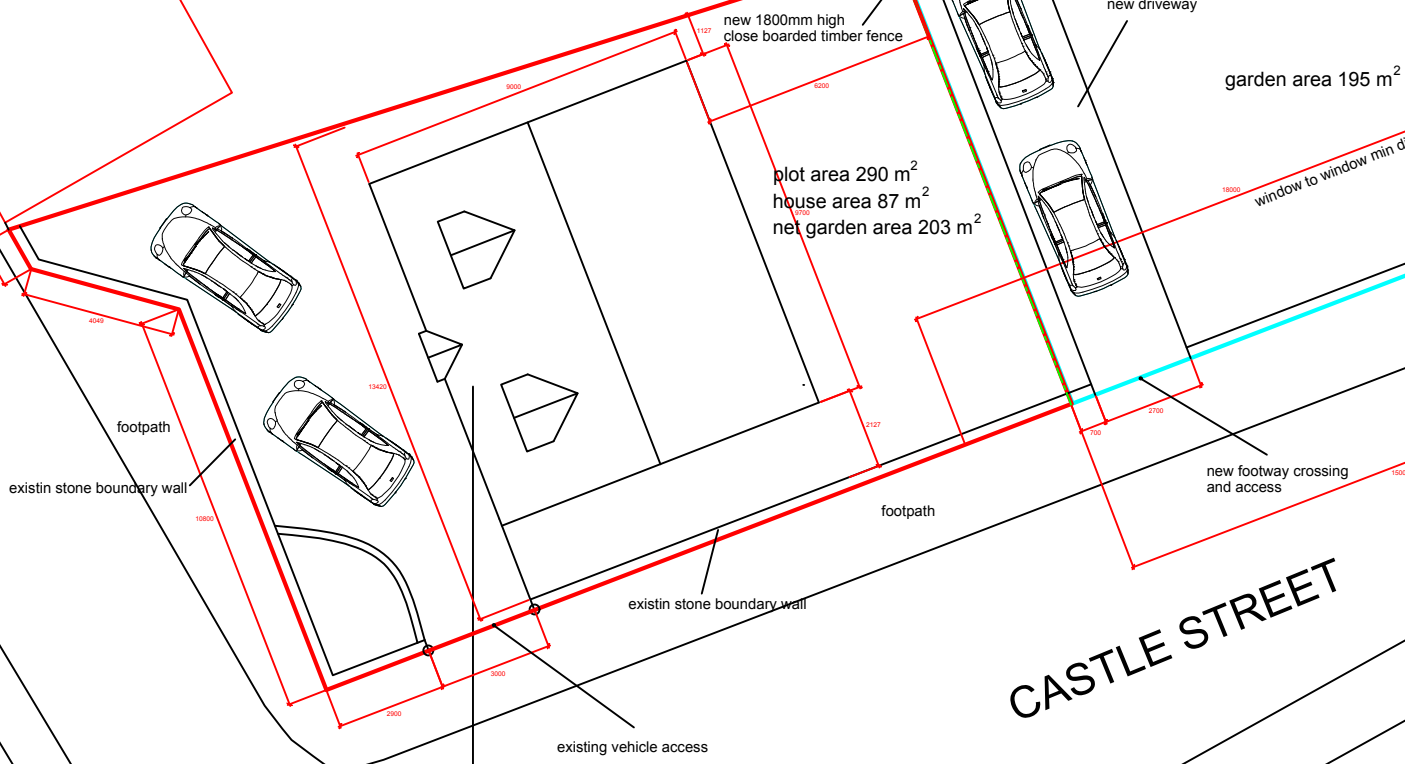 new driveway
new 1800mm high
close boarded timber fence
1127
garden area 195 m²
9000
6200
plot area 290 m²
house area 87 m²
net garden area 203 m²
9700
18000
window to window min di
4049
13420
footpath
existin stone boundary wall
10800
2127
2700
700
new footway crossing
and access
1500
footpath
existin stone boundary wall
CASTLE STREET
3000
2900
existing vehicle access